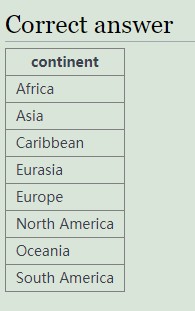 Correct answer
continent
Africa
Asia
Caribbean
Eurasia
Europe
North America
Oceania
South America